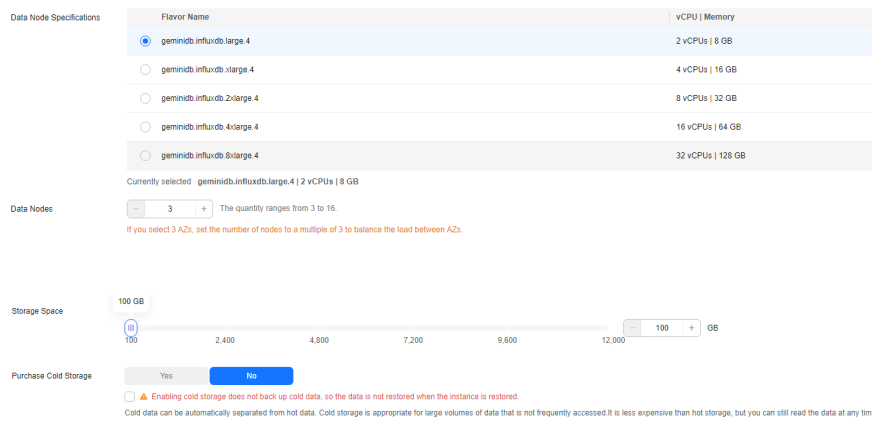 Data Node Specifications
Flavor Name
vCPU | Memory
geminidb.influxdb.large.4
2 vCPUs | 8 GB
geminidb.influxdb.xlarge.4
4 vCPUs | 16 GB
geminidb.influxdb.2xlarge.4
8 vCPUs | 32 GB
geminidb.influxdb.4xlarge.4
16 vCPUs | 64 GB
geminidb.influxdb.8xlarge.4
32 vCPUs | 128 GB
Currently selected geminidb.influxdb.large.4 | 2 vCPUs | 8 GB
Data Nodes
− 3 + The quantity ranges from 3 to 16.
If you select 3 AZs, set the number of nodes to a multiple of 3 to balance the load between AZs.
100 GB
Storage Space
− 100 + GB
100 2,400 4,800 7,200 9,600 12,000
Purchase Cold Storage
Yes No
Enabling cold storage does not back up cold data, so the data is not restored when the instance is restored.
Cold data can be automatically separated from hot data. Cold storage is appropriate for large volumes of data that is not frequently accessed.It is less expensive than hot storage, but you can still read the data at any tim